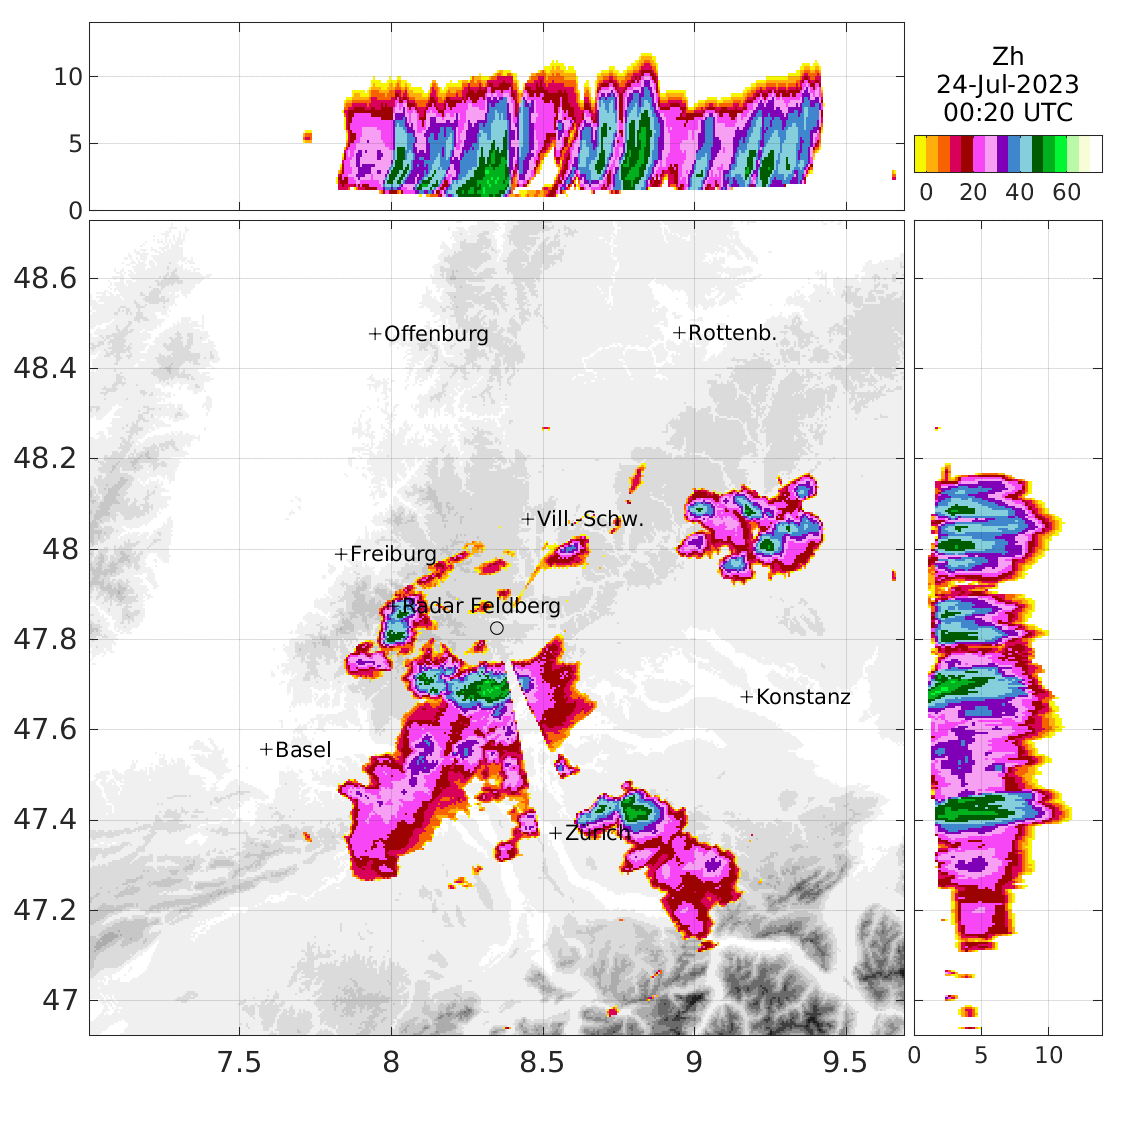 Zh
24-Jul-2023
00:20 UTC
0 20 40 60
10
5
0
48.6
48.4
48.2
48
47.8
47.6
47.4
47.2
47
+Offenburg
+Rottenb.
+Vill.-Schw.
+Freiburg
+Radar Feldberg
+Konstanz
+Basel
+Zürich
7.5 8 8.5 9 9.5
0 5 10